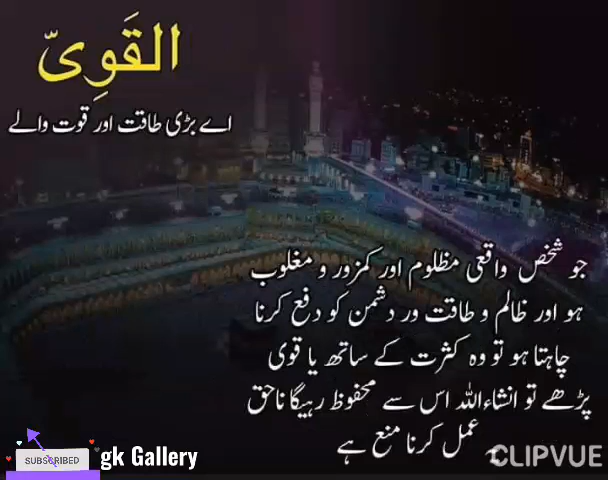 القَوِىّ
اے بڑی طاقت اور قوت والے
جو شخص واقعی مظلوم اور کمزور و مغلوب
ہو اور ظالم و طاقت ور دشمن کو دفع کرنا
چاہتا ہو تو وہ کثرت کے ساتھ یا قوی
پڑھے تو انشاءاللہ اس سے محفوظ رہیگا ناحق
یہ عمل کرنا منع ہے
SUBSCRIBED
gk Gallery
CLIPVUE